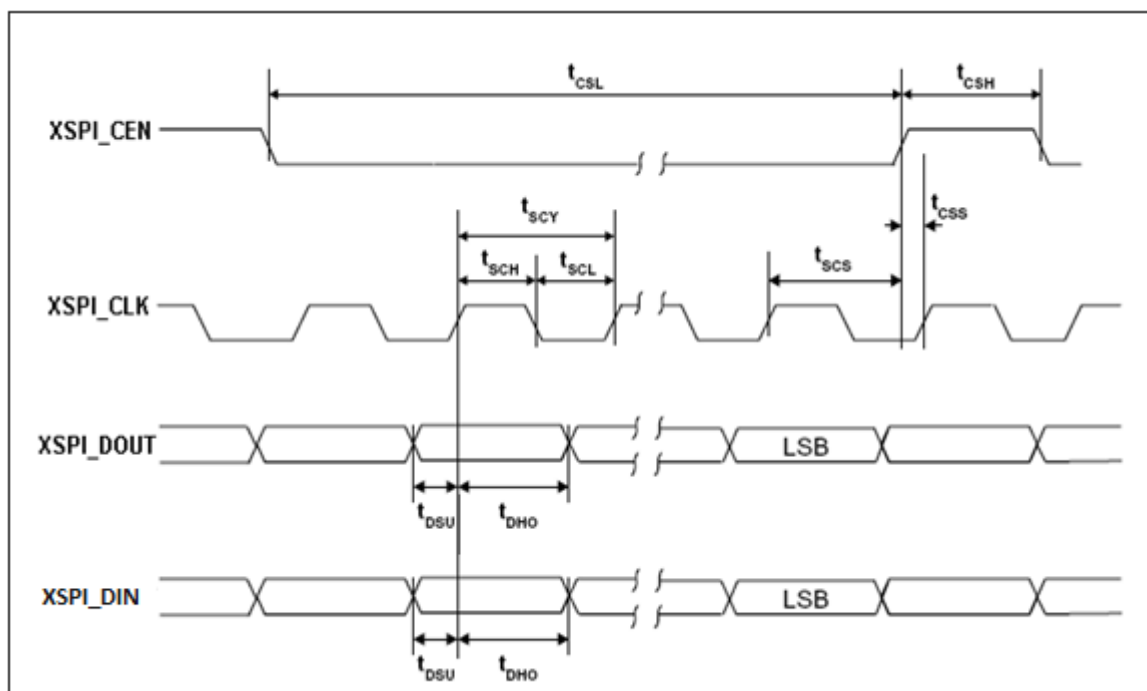 tCSL
tCSH
XSPI_CEN
tSCY
tCSS
tSCH
tSCL
tSCS
XSPI_CLK
XSPI_DOUT
LSB
tDSU
tDHO
XSPI_DIN
LSB
tDSU
tDHO